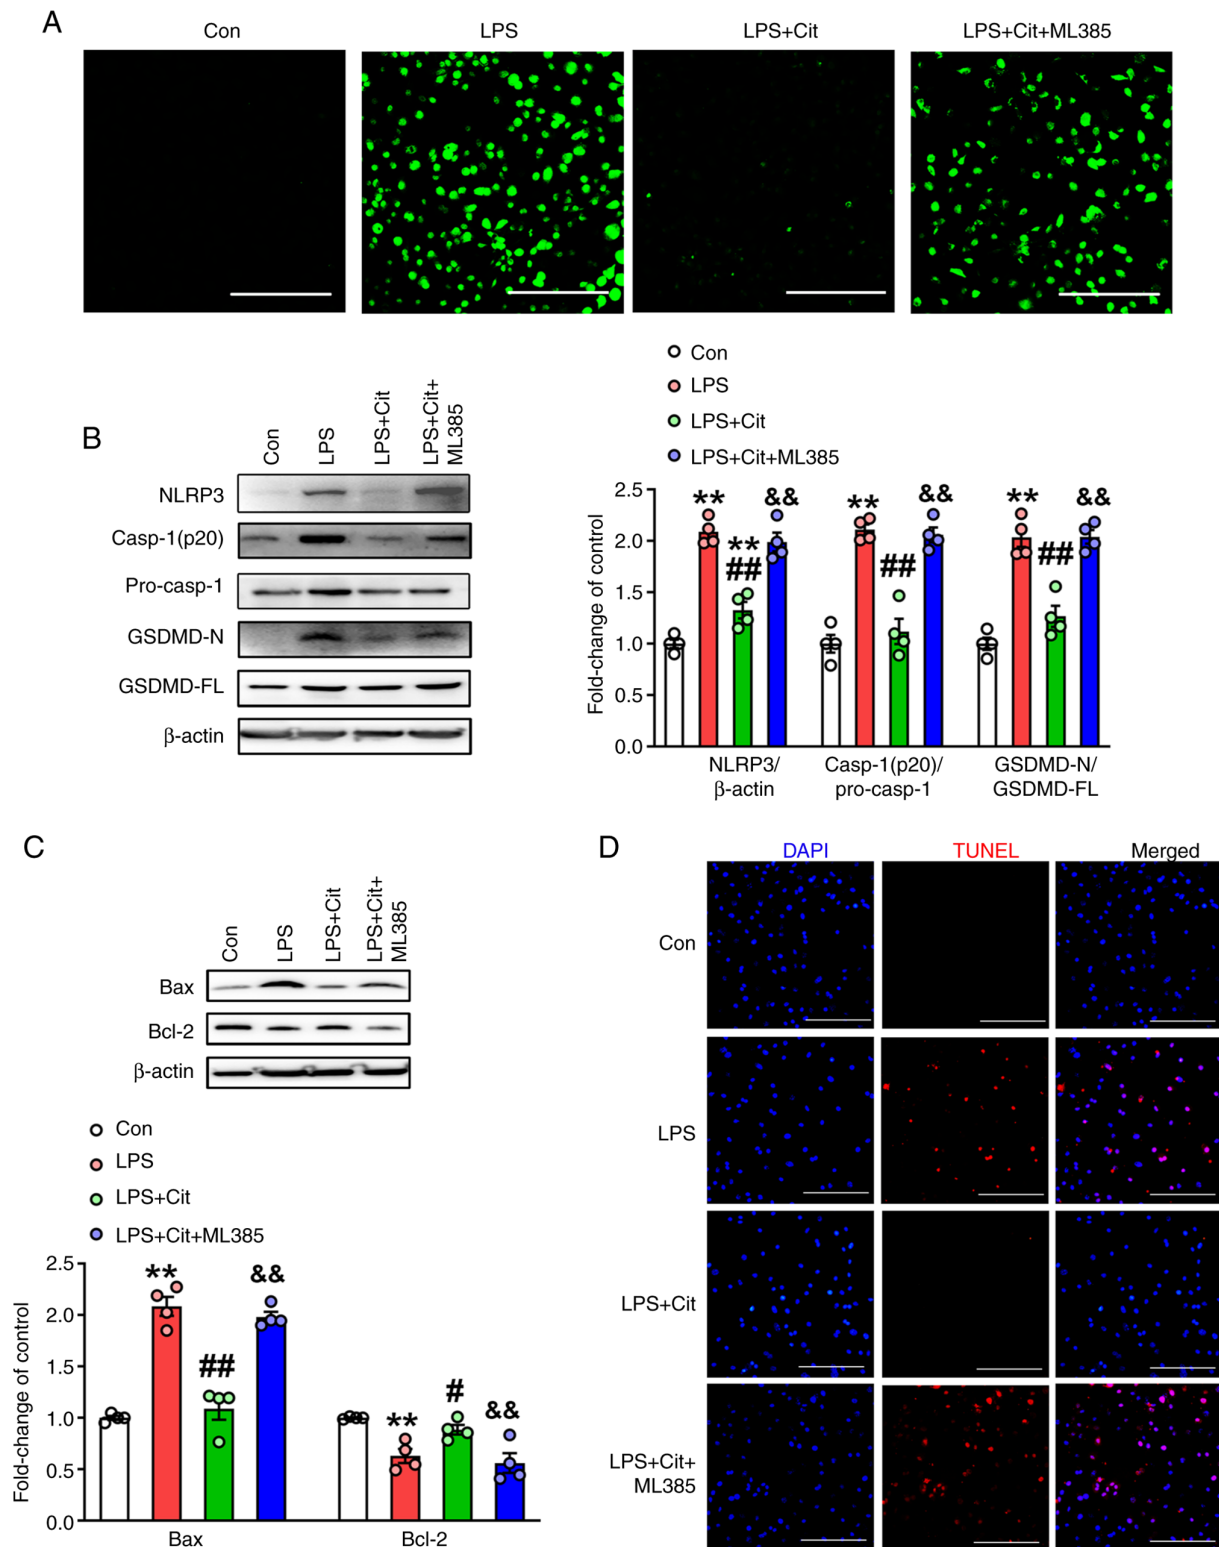 A
Con
LPS
LPS+Cit
LPS+Cit+ML385
B
Con
LPS
LPS+Cit
LPS+Cit+
ML385
NLRP3
Casp-1(p20)
Pro-casp-1
GSDMD-N
GSDMD-FL
β-actin
Con
LPS
LPS+Cit
LPS+Cit+ML385
Fold-change of control
2.5
2.0
1.5
1.0
0.5
0.0
**
**
##
&&
**
##
&&
**
##
&&
NLRP3/
β-actin
Casp-1(p20)/
pro-casp-1
GSDMD-N/
GSDMD-FL
C
Con
LPS
LPS+Cit
LPS+Cit+
ML385
Bax
Bcl-2
β-actin
Con
LPS
LPS+Cit
LPS+Cit+ML385
Fold-change of control
2.5
2.0
1.5
1.0
0.5
0.0
**
##
&&
**
#
&&
Bax
Bcl-2
D
DAPI
TUNEL
Merged
Con
LPS
LPS+Cit
LPS+Cit+
ML385